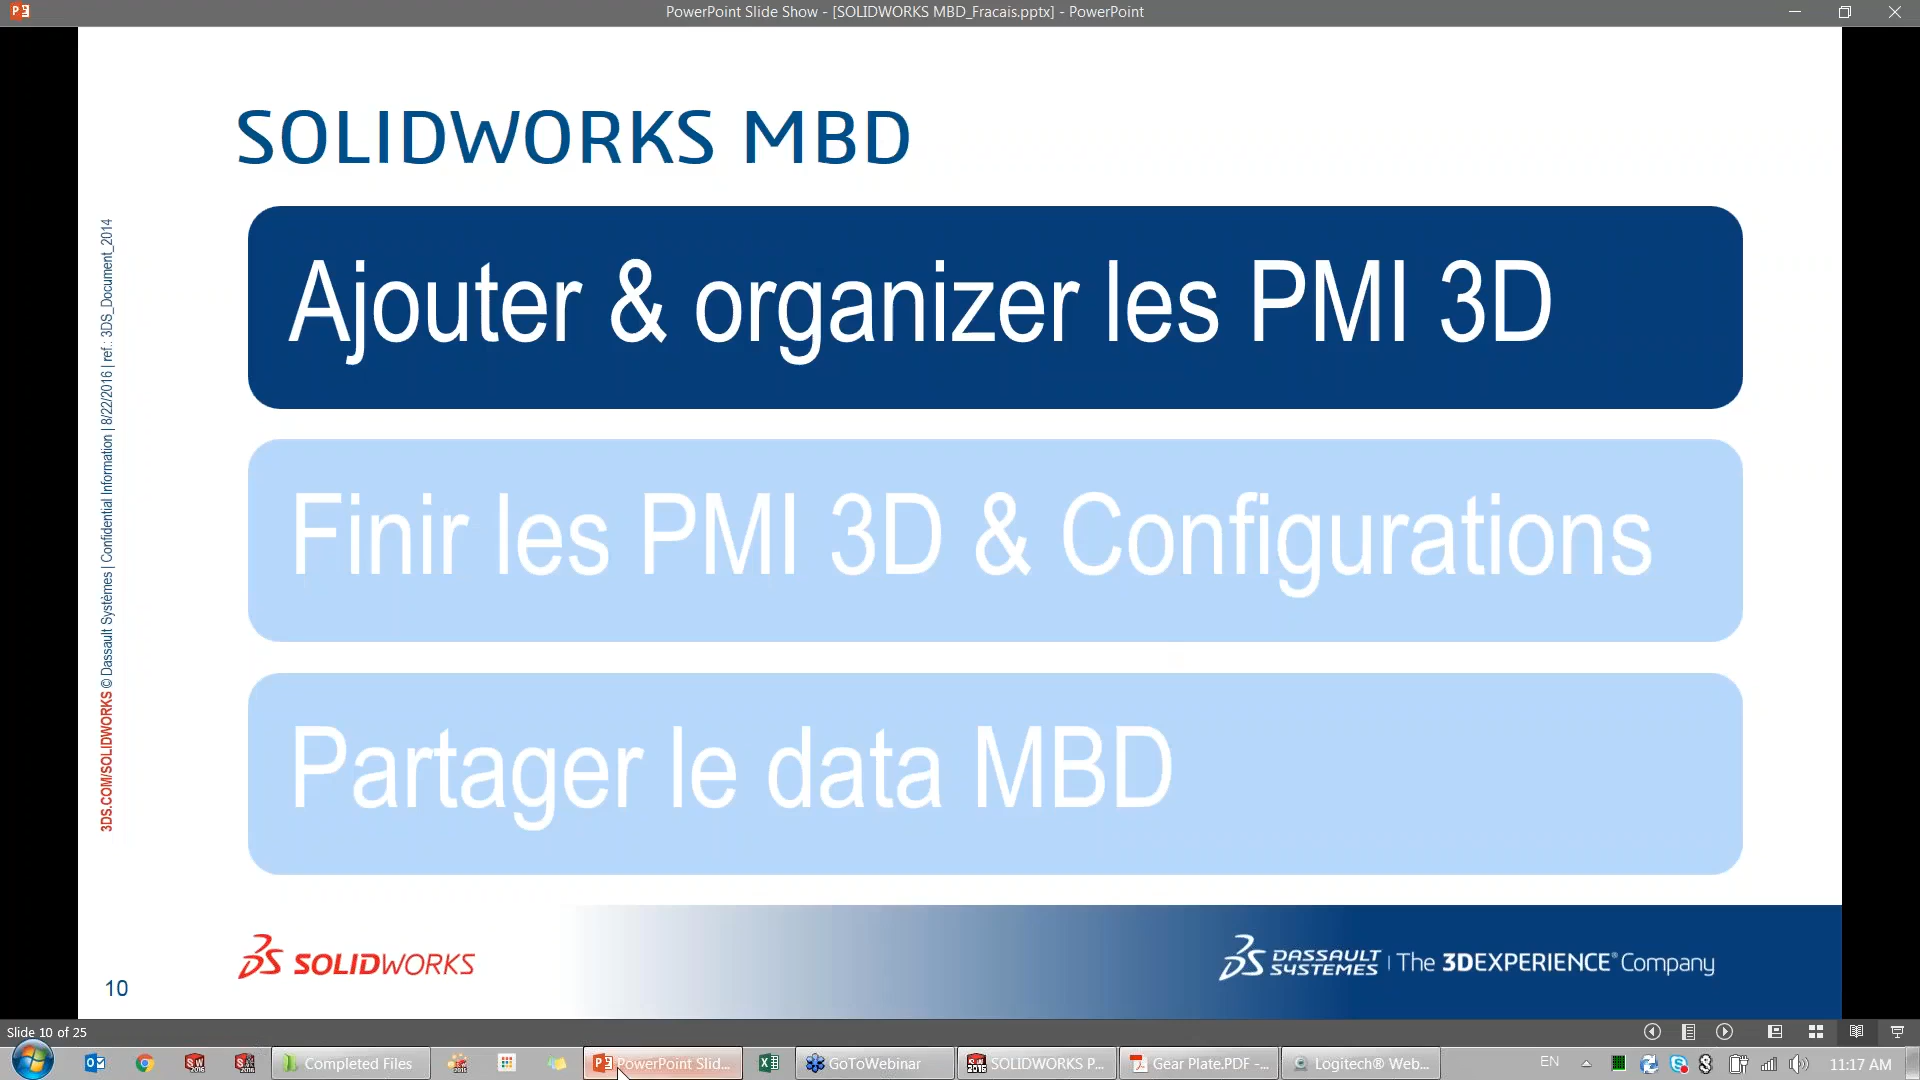 PowerPoint Slide Show - [SOLIDWORKS MBD_Fracais.pptx] - PowerPoint
SOLIDWORKS MBD
Ajouter & organizer les PMI 3D
Finir les PMI 3D & Configurations
Partager le data MBD
3DS.COM/SOLIDWORKS © Dassault Systèmes | Confidential Information | 8/22/2016 | ref.: 3DS_Document_2014
SOLIDWORKS
DASSAULT SYSTEMES | The 3DEXPERIENCE® Company
10
Slide 10 of 25
Completed Files
PowerPoint Slid...
GoToWebinar
SOLIDWORKS P...
Gear Plate.PDF -...
Logitech® Web...
EN
11:17 AM